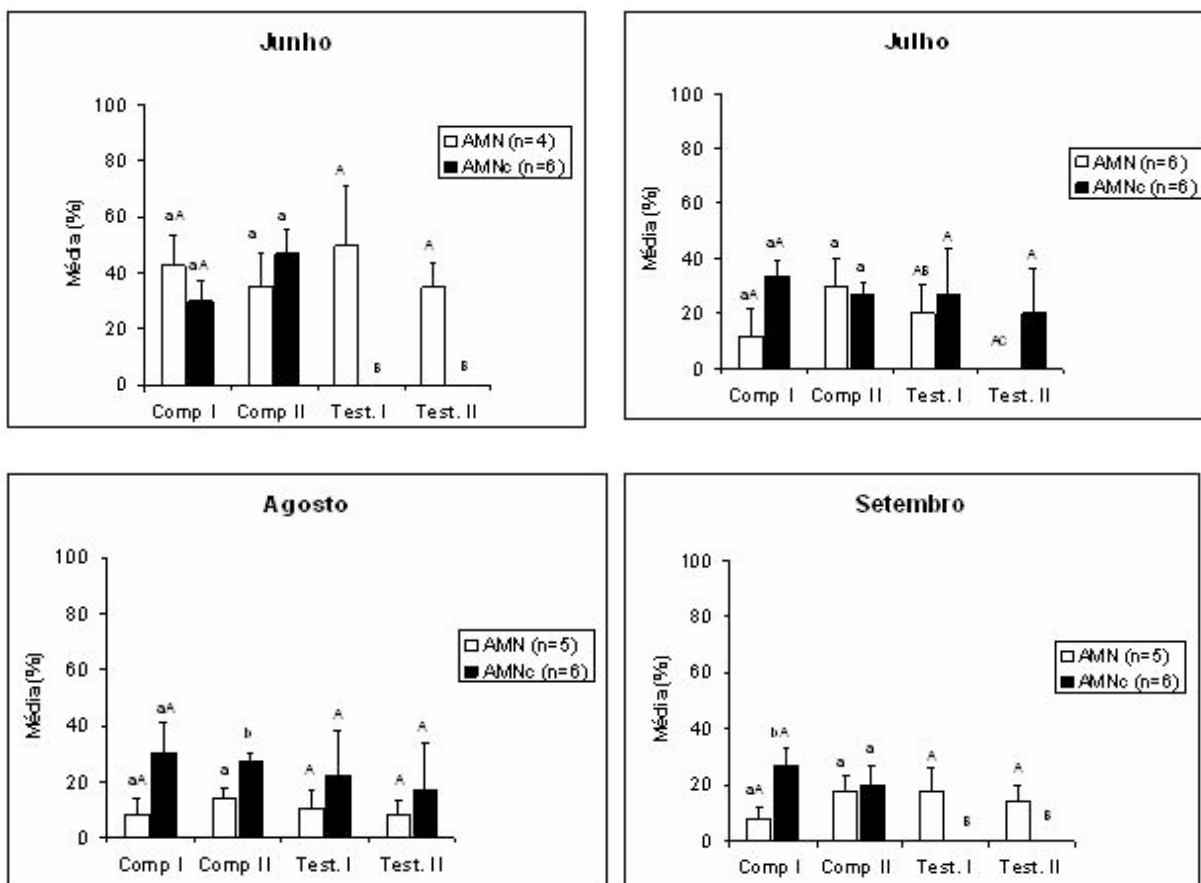 Junho
100
80
60
40
20
0
Média (%)
AMN (n=4)
AMNc (n=6)
aA
aA
a
a
A
B
A
B
Comp I Comp II Test. I Test. II
Julho
100
80
60
40
20
0
Média (%)
AMN (n=6)
AMNc (n=6)
aA
aA
a
a
AB
A
AC
A
Comp I Comp II Test. I Test. II
Agosto
100
80
60
40
20
0
Média (%)
AMN (n=5)
AMNc (n=6)
aA
aA
a
b
A
A
A
A
Comp I Comp II Test. I Test. II
Setembro
100
80
60
40
20
0
Média (%)
AMN (n=5)
AMNc (n=6)
aA
bA
a
a
A
B
A
B
Comp I Comp II Test. I Test. II